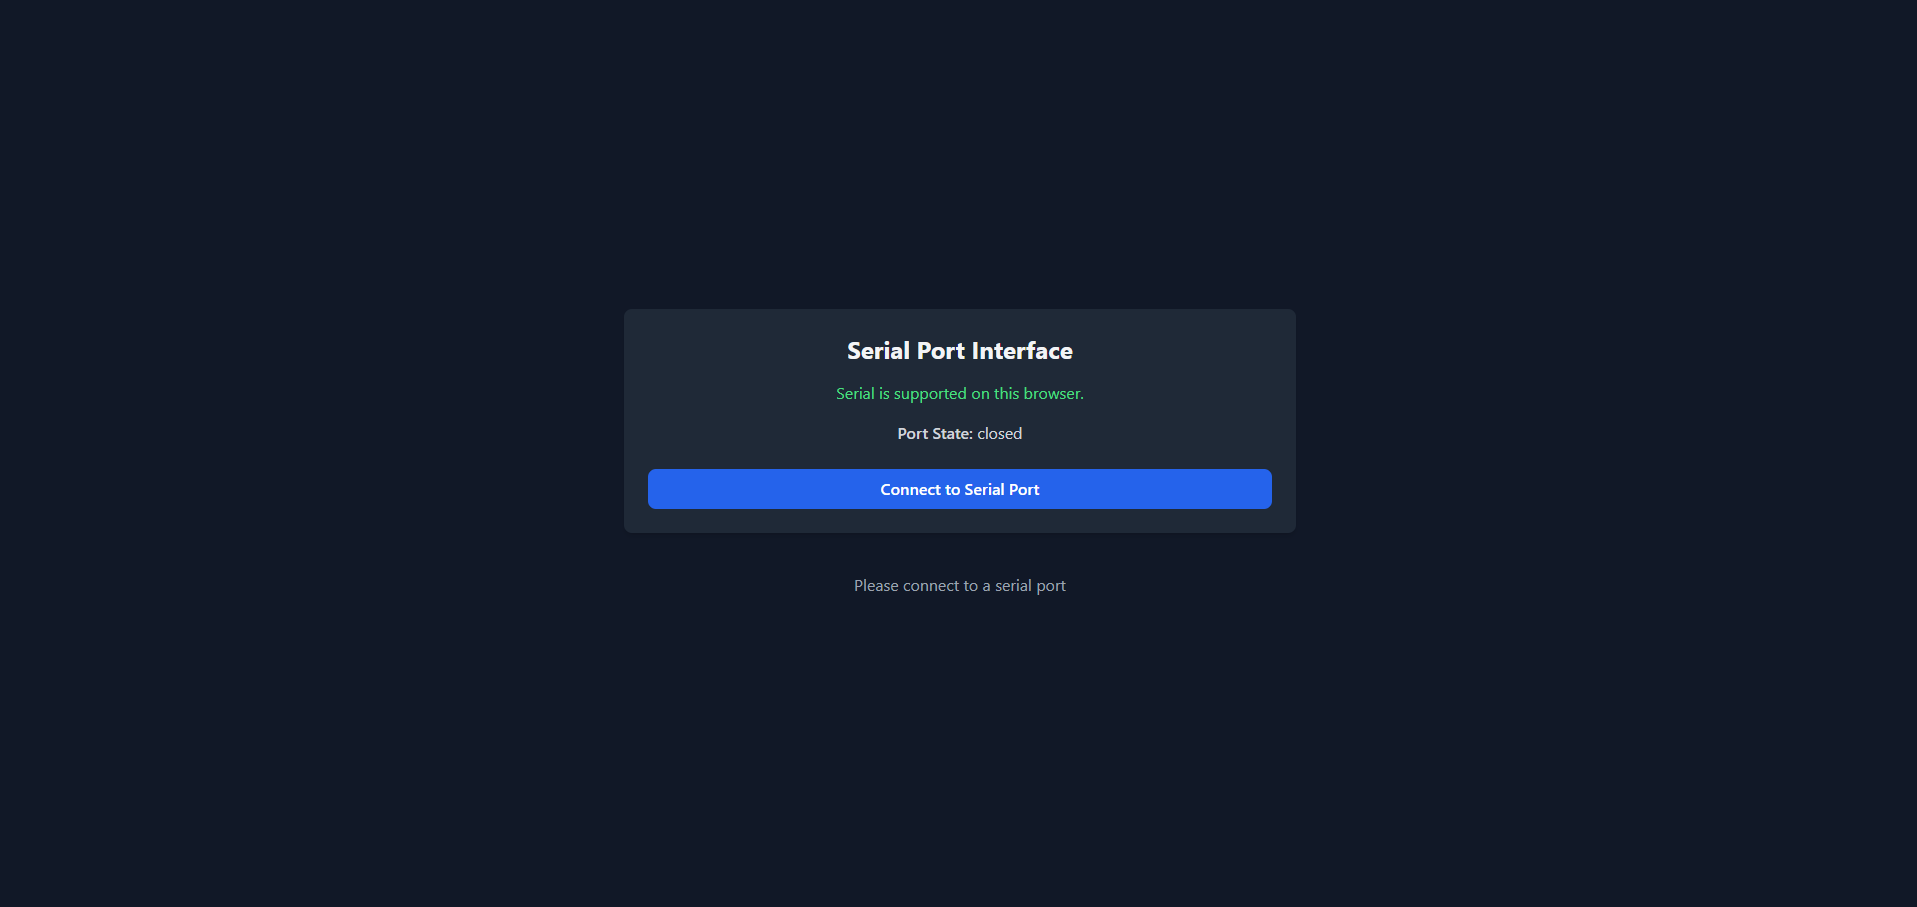 Serial Port Interface
Serial is supported on this browser.
Port State: closed
Connect to Serial Port
Please connect to a serial port